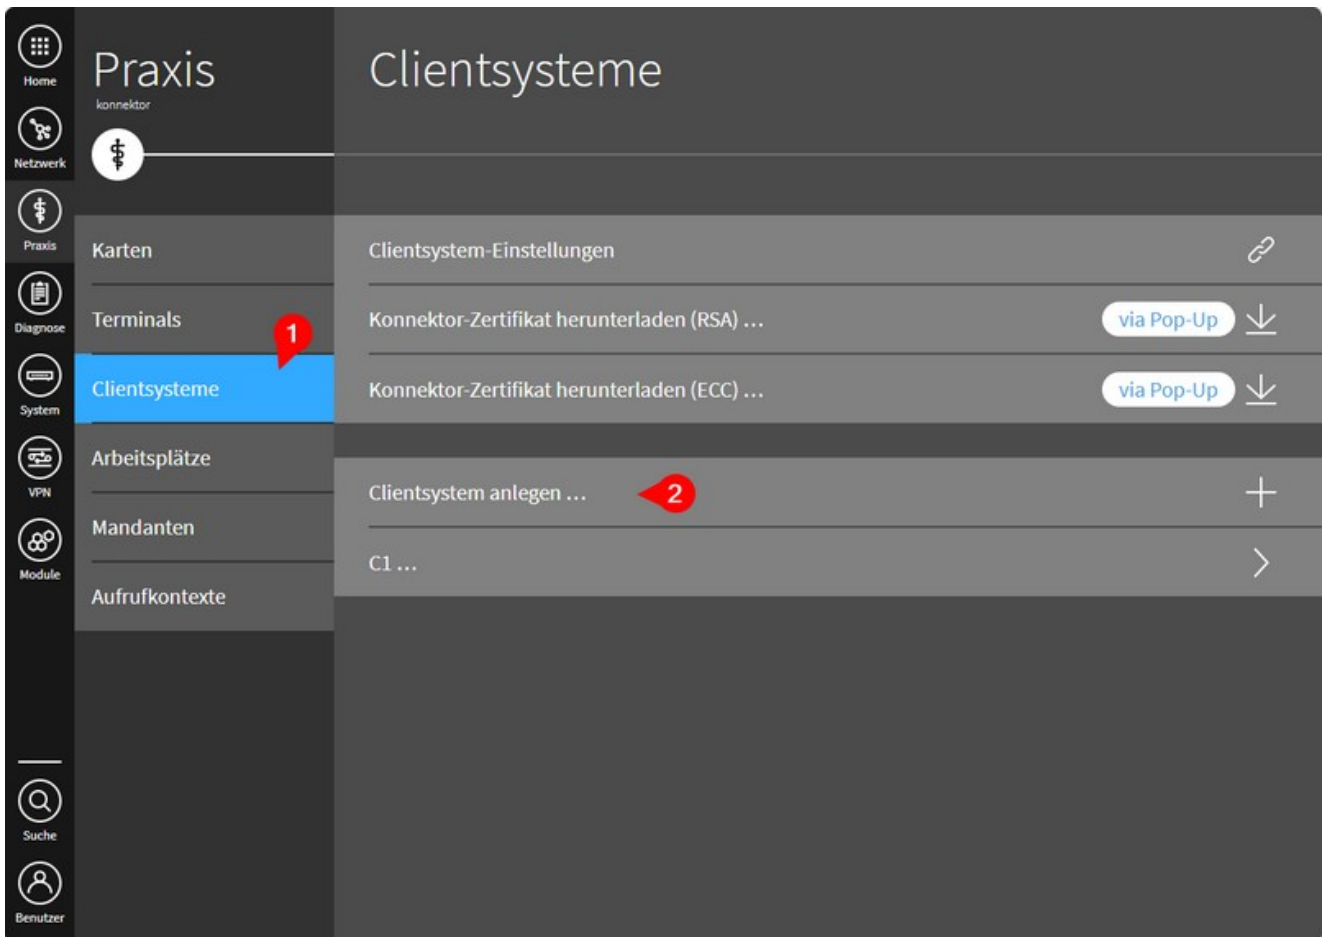 Home
Netzwerk
Praxis
Diagnose
System
VPN
Module
Suche
Benutzer
Praxis
konnektor
Karten
Terminals
1
Clientsysteme
Arbeitsplätze
Mandanten
Aufrufkontexte
Clientsysteme
Clientsystem-Einstellungen
Konnektor-Zertifikat herunterladen (RSA) ... via Pop-Up
Konnektor-Zertifikat herunterladen (ECC) ... via Pop-Up
Clientsystem anlegen ... 2
C1 ...